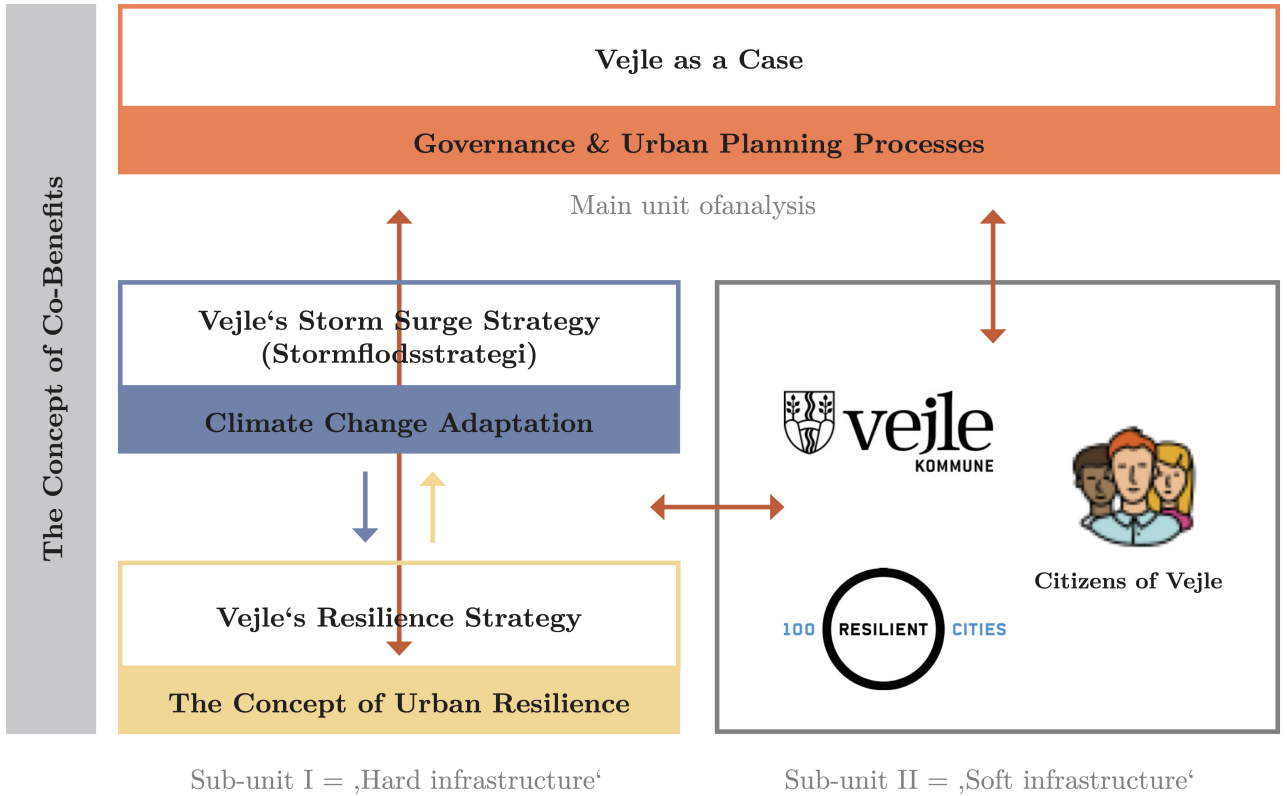 The Concept of Co-Benefits
Vejle as a Case
Governance & Urban Planning Processes
Main unit ofanalysis
Vejle‘s Storm Surge Strategy
(Stormflodsstrategi)
Climate Change Adaptation
Vejle‘s Resilience Strategy
The Concept of Urban Resilience
vejle
KOMMUNE
Citizens of Vejle
100 RESILIENT CITIES
Sub-unit I = ‚Hard infrastructure‘
Sub-unit II = ‚Soft infrastructure‘